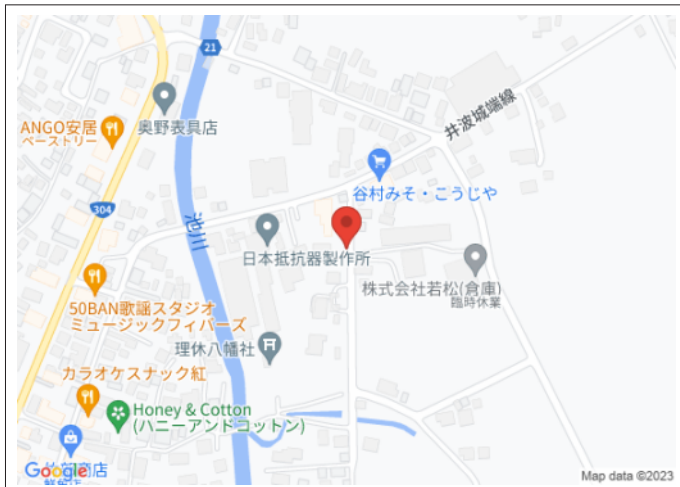 21
奥野表具店
ANGO安居
ペーストリー
井波城端線
谷村みそ・こうじや
304
池川
日本抵抗器製作所
株式会社若松(倉庫)
臨時休業
50BAN歌謡スタジオ
ミュージックフィバーズ
理休八幡社
カラオケスナック紅
Honey & Cotton
(ハニーアンドコットン)
商店
Google
Map data ©2023